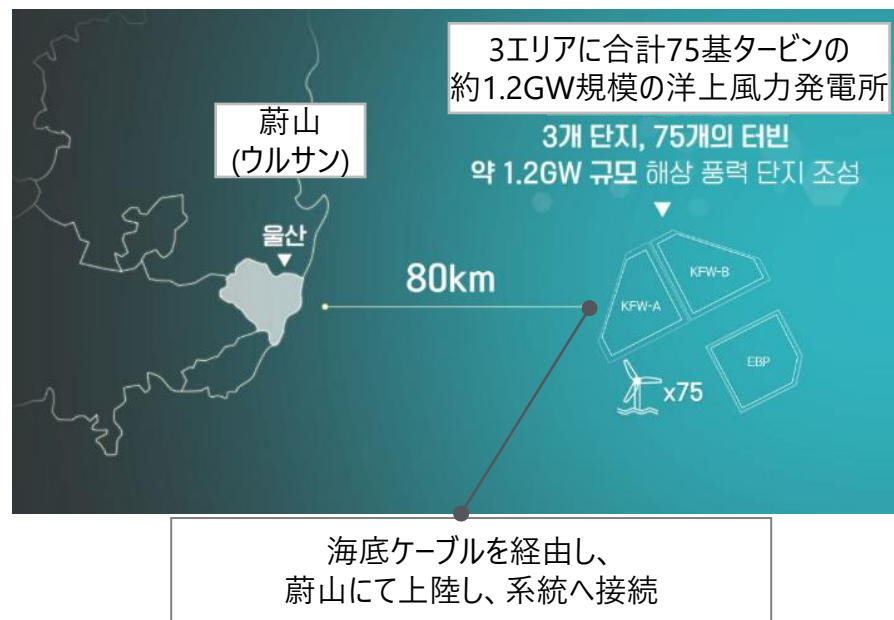 3エリアに合計75基タービンの
約1.2GW規模の洋上風力発電所
蔚山
(ウルサン)
3개 단지, 75개의 터빈
약 1.2GW 규모 해상 풍력 단지 조성
울산
80km
KFW-B
KFW-A
EBP
x75
海底ケーブルを経由し、
蔚山にて上陸し、系統へ接続